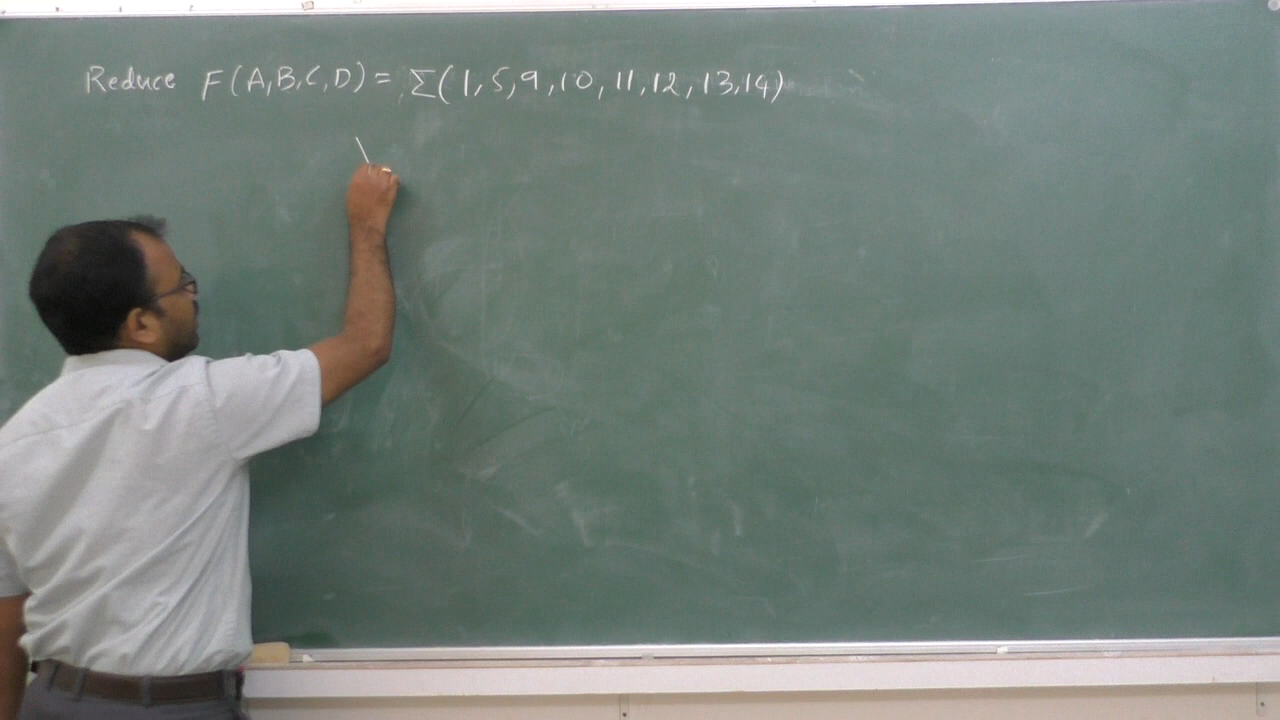 Reduce F(A,B,C,D) = Σ(1,5,9,10,11,12,13,14)